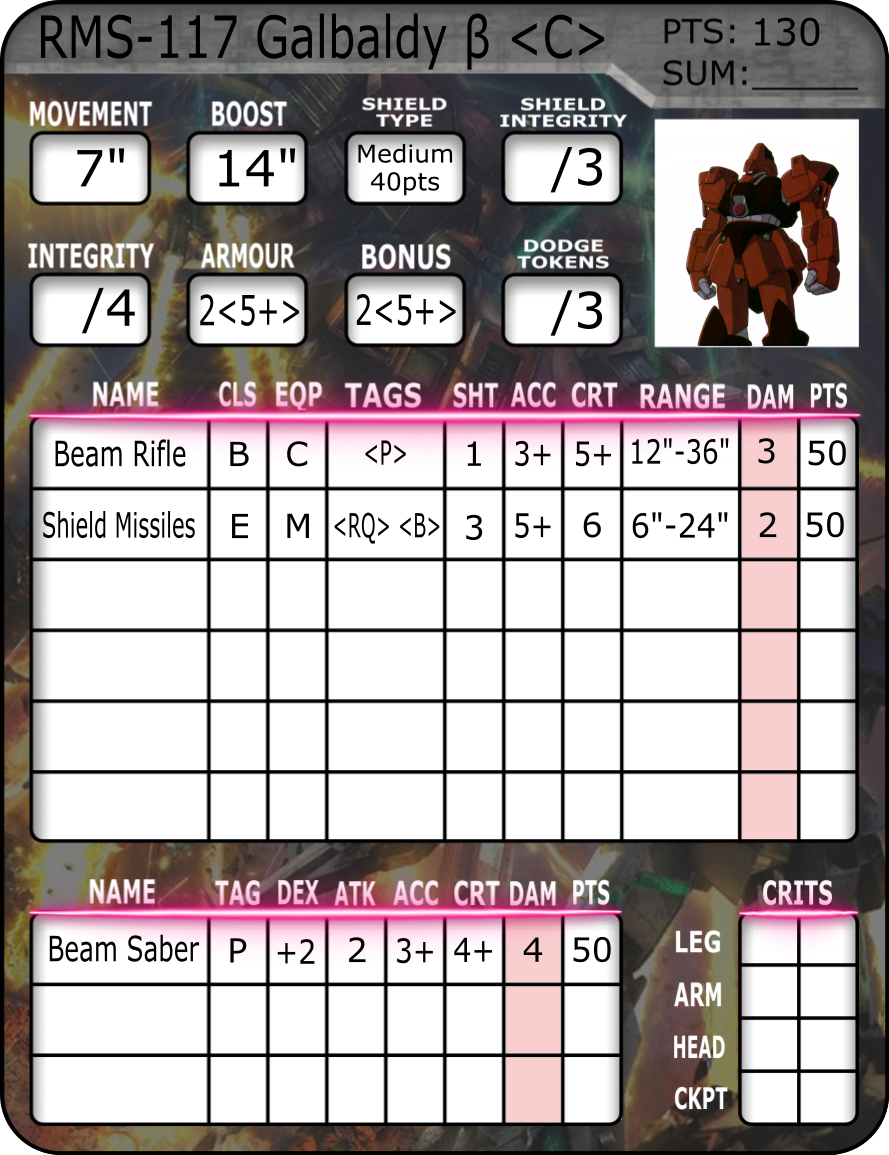 RMS-117 Galbaldy β <C>
PTS: 130
SUM:______
MOVEMENT BOOST SHIELD TYPE SHIELD INTEGRITY
7" 14" Medium 40pts /3
INTEGRITY ARMOUR BONUS DODGE TOKENS
/4 2<5+> 2<5+> /3
NAME CLS EQP TAGS SHT ACC CRT RANGE DAM PTS
Beam Rifle B C <P> 1 3+ 5+ 12"-36" 3 50
Shield Missiles E M <RQ> <B> 3 5+ 6 6"-24" 2 50
NAME TAG DEX ATK ACC CRT DAM PTS
Beam Saber P +2 2 3+ 4+ 4 50
CRITS
LEG
ARM
HEAD
CKPT